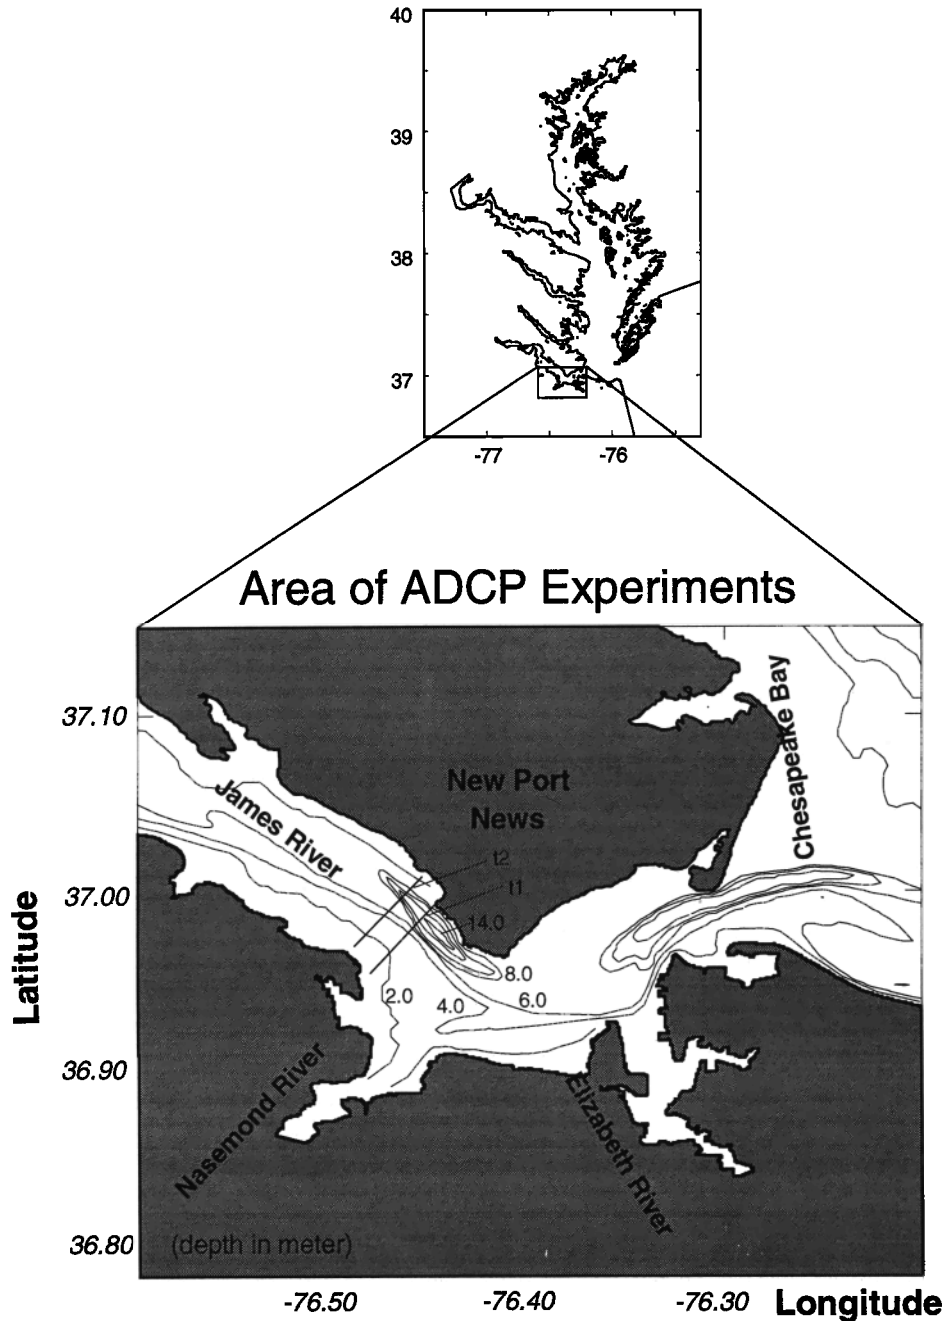 40
39
38
37
-77 -76
Area of ADCP Experiments
37.10
37.00
36.90
36.80
Latitude
Chesapeake Bay
New Port
News
James River
t2
t1
14.0
8.0
2.0
4.0
6.0
Nasemond River
Elizabeth River
(depth in meter)
-76.50 -76.40 -76.30 Longitude